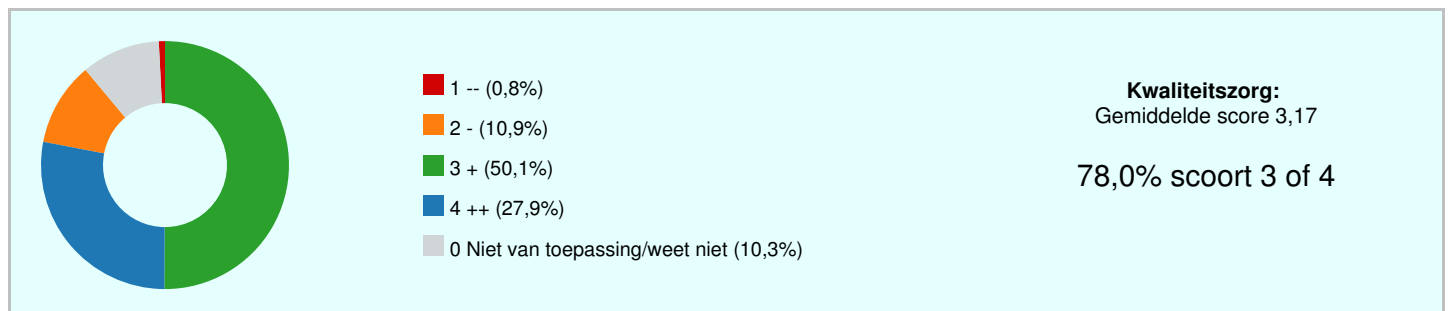 1 -- (0,8%)
2 - (10,9%)
3 + (50,1%)
4 ++ (27,9%)
0 Niet van toepassing/weet niet (10,3%)
Kwaliteitszorg:
Gemiddelde score 3,17
78,0% scoort 3 of 4